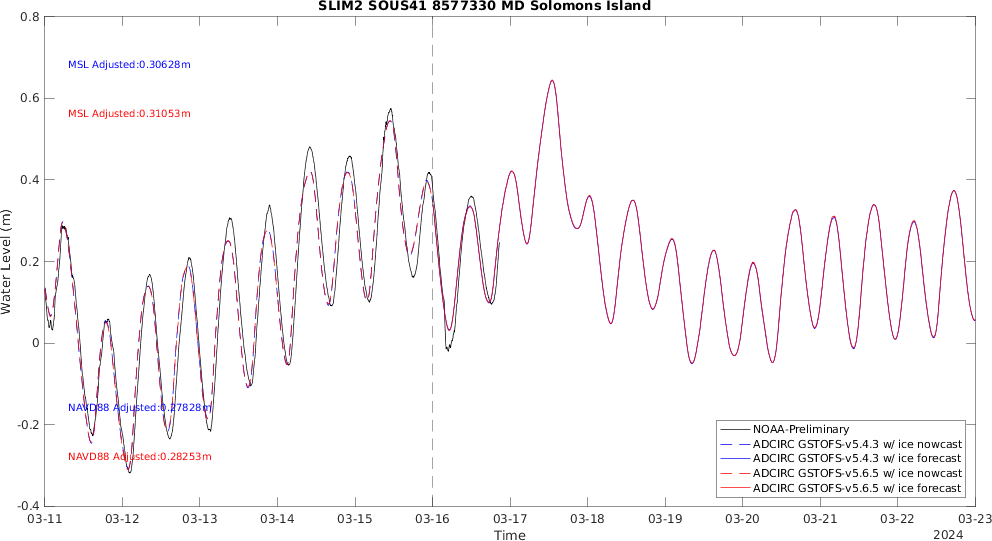 SLIM2 SOUS41 8577330 MD Solomons Island
0.8
0.6
0.4
0.2
0
-0.2
-0.4
Water Level (m)
MSL Adjusted:0.30628m
MSL Adjusted:0.31053m
NAVD88 Adjusted:0.27828m
NAVD88 Adjusted:0.28253m
NOAA-Preliminary
ADCIRC GSTOFS-v5.4.3 w/ ice nowcast
ADCIRC GSTOFS-v5.4.3 w/ ice forecast
ADCIRC GSTOFS-v5.6.5 w/ ice nowcast
ADCIRC GSTOFS-v5.6.5 w/ ice forecast
03-11 03-12 03-13 03-14 03-15 03-16 03-17 03-18 03-19 03-20 03-21 03-22 03-23
Time
2024